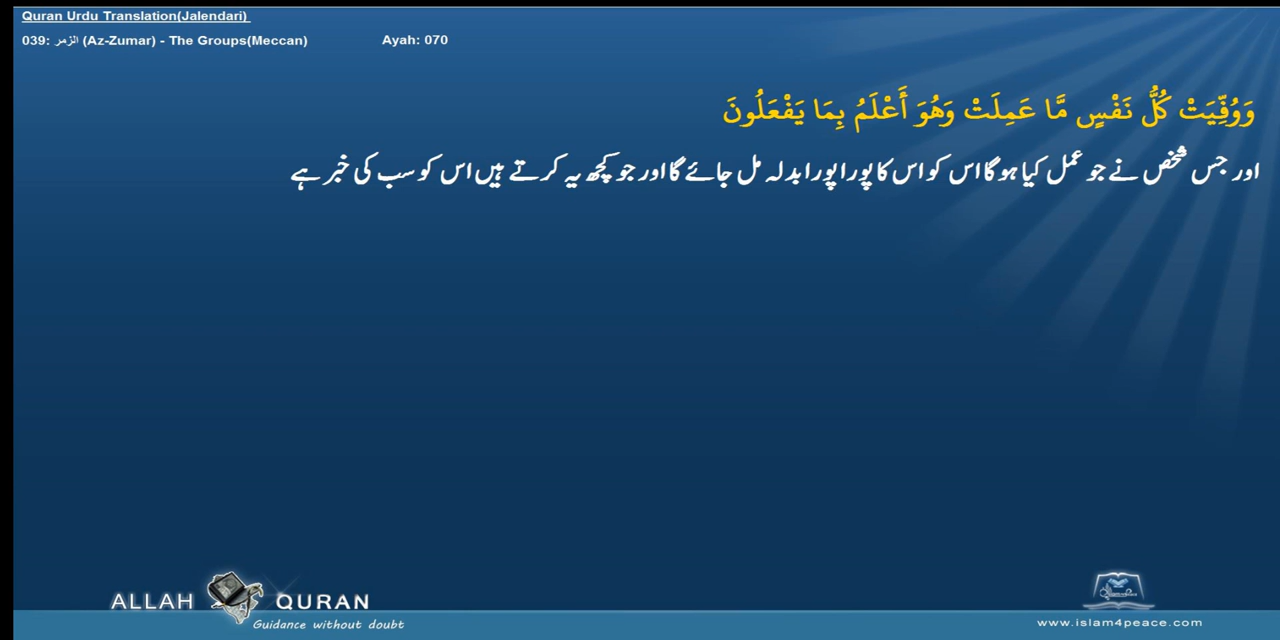 Quran Urdu Translation(Jalendari)
039: الزمر (Az-Zumar) - The Groups(Meccan) Ayah: 070
وَوُفِّيَتْ كُلُّ نَفْسٍ مَّا عَمِلَتْ وَهُوَ أَعْلَمُ بِمَا يَفْعَلُونَ
اور جس شخص نے جو عمل کیا ہوگا اس کو اس کا پورا پورا بدلہ مل جائے گا اور جو کچھ یہ کرتے ہیں اس کو سب کی خبر ہے
ALLAH QURAN
Guidance without doubt
www.islam4peace.com